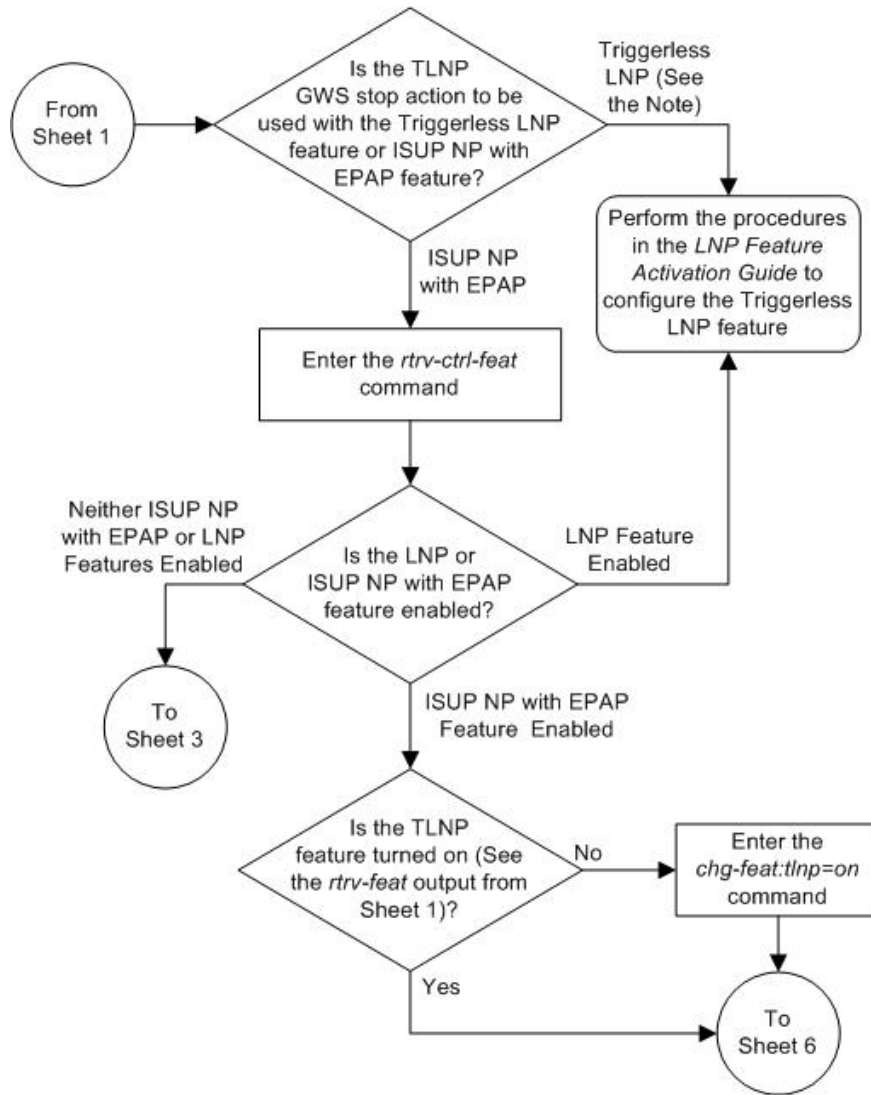 From
Sheet 1
Is the TLNP
GWS stop action to be
used with the Triggerless LNP
feature or ISUP NP with
EPAP feature?
Triggerless
LNP (See
the Note)
Perform the procedures
in the LNP Feature
Activation Guide to
configure the Triggerless
LNP feature
ISUP NP
with EPAP
Enter the rtrv-ctrl-feat
command
Neither ISUP NP
with EPAP or LNP
Features Enabled
Is the LNP or
ISUP NP with EPAP
feature enabled?
LNP Feature
Enabled
To
Sheet 3
ISUP NP with EPAP
Feature Enabled
Is the TLNP
feature turned on (See
the rtrv-feat output from
Sheet 1)?
No
Enter the
chg-feat:tlnp=on
command
Yes
To
Sheet 6